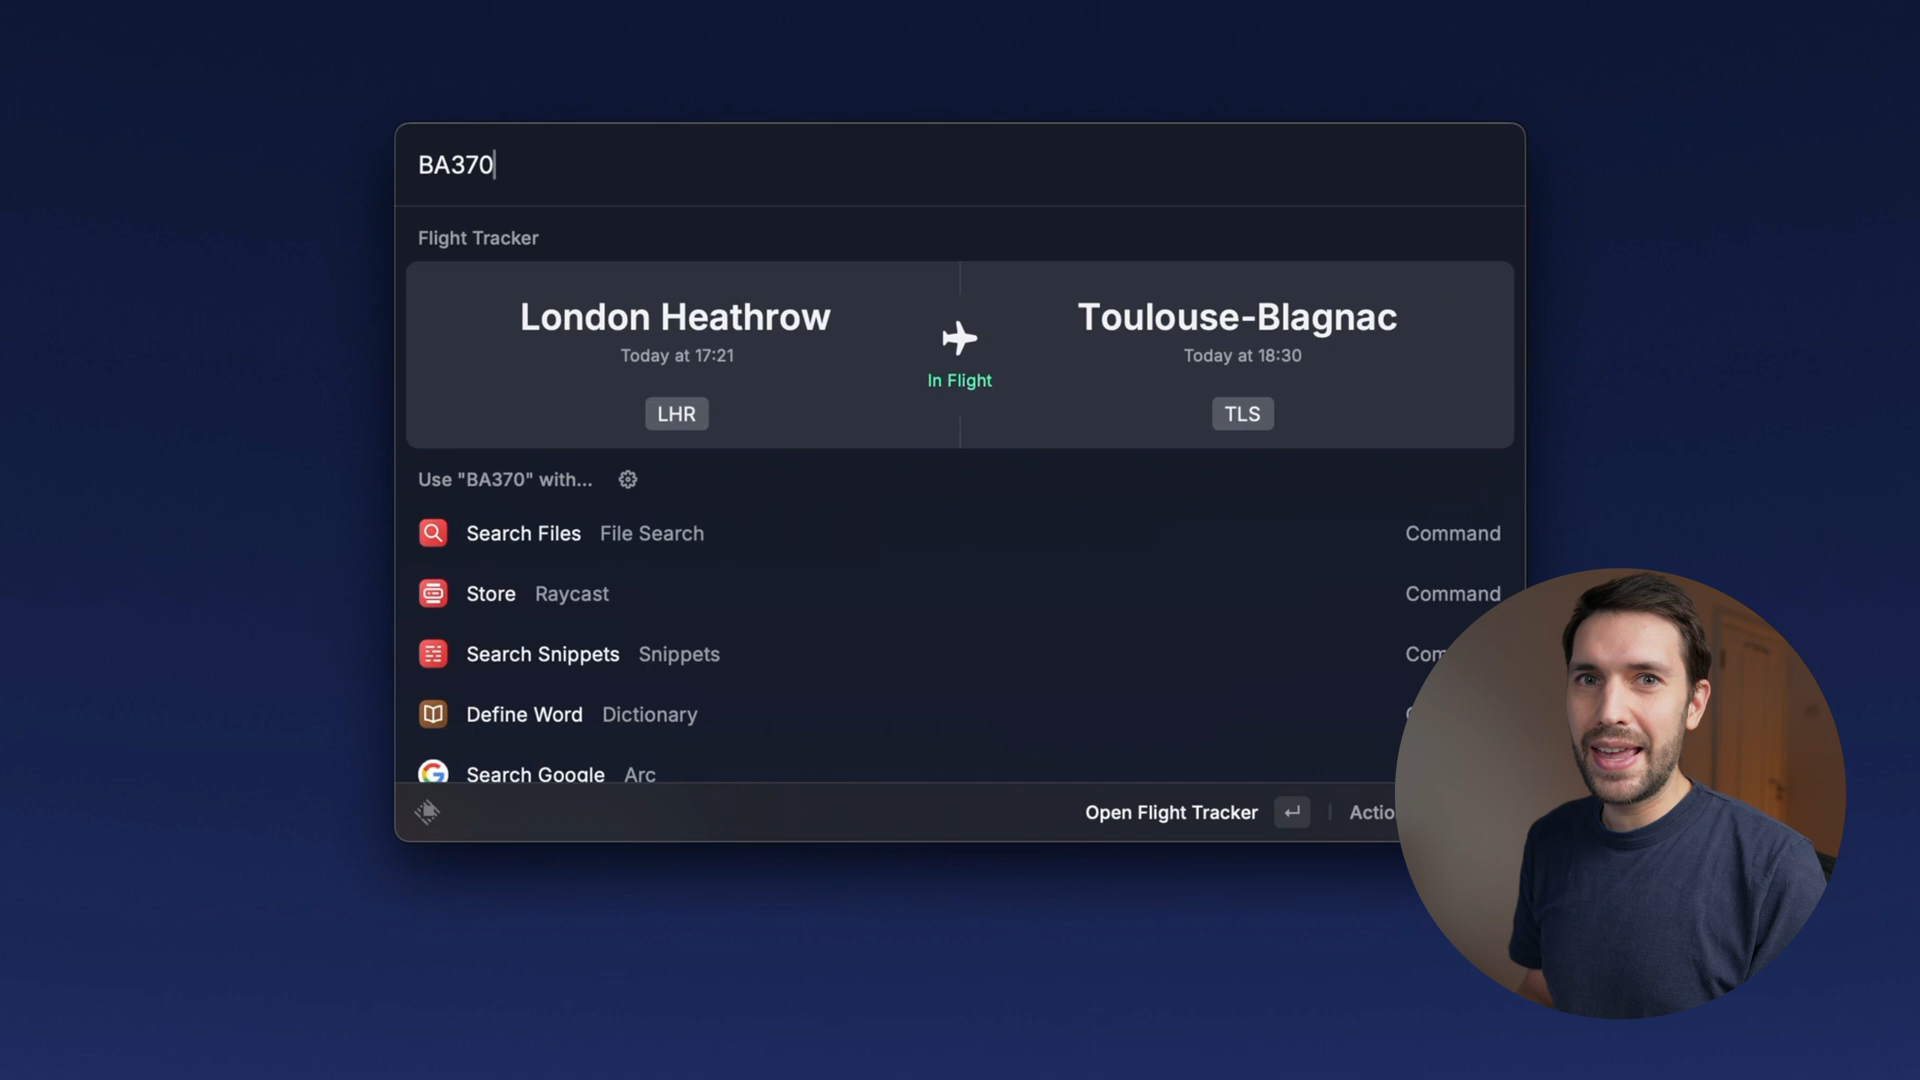 BA370
Flight Tracker
London Heathrow
Today at 17:21
LHR
In Flight
Toulouse-Blagnac
Today at 18:30
TLS
Use "BA370" with...
Search Files File Search Command
Store Raycast Command
Search Snippets Snippets Com
Define Word Dictionary
Search Google Arc
Open Flight Tracker Actio